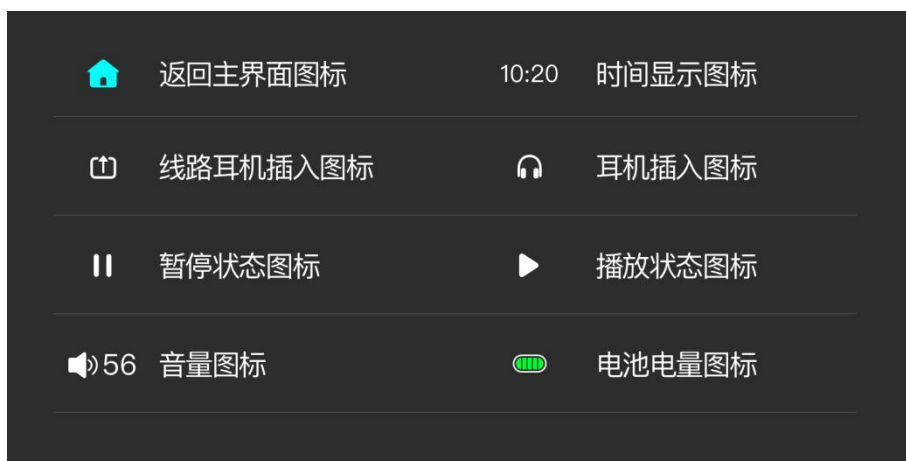 返回主界面图标 10:20 时间显示图标
线路耳机插入图标 耳机插入图标
暂停状态图标 播放状态图标
56 音量图标 电池电量图标